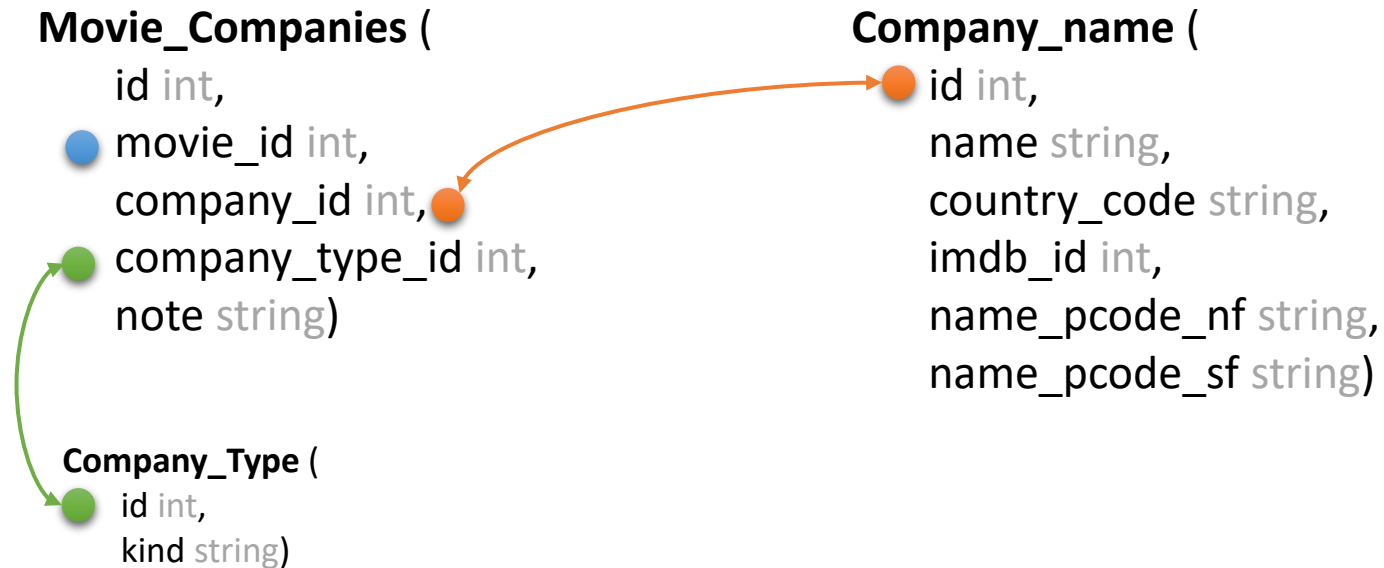 Movie_Companies (
id int,
movie_id int,
company_id int,
company_type_id int,
note string)
Company_name (
id int,
name string,
country_code string,
imdb_id int,
name_pcode_nf string,
name_pcode_sf string)
Company_Type (
id int,
kind string)